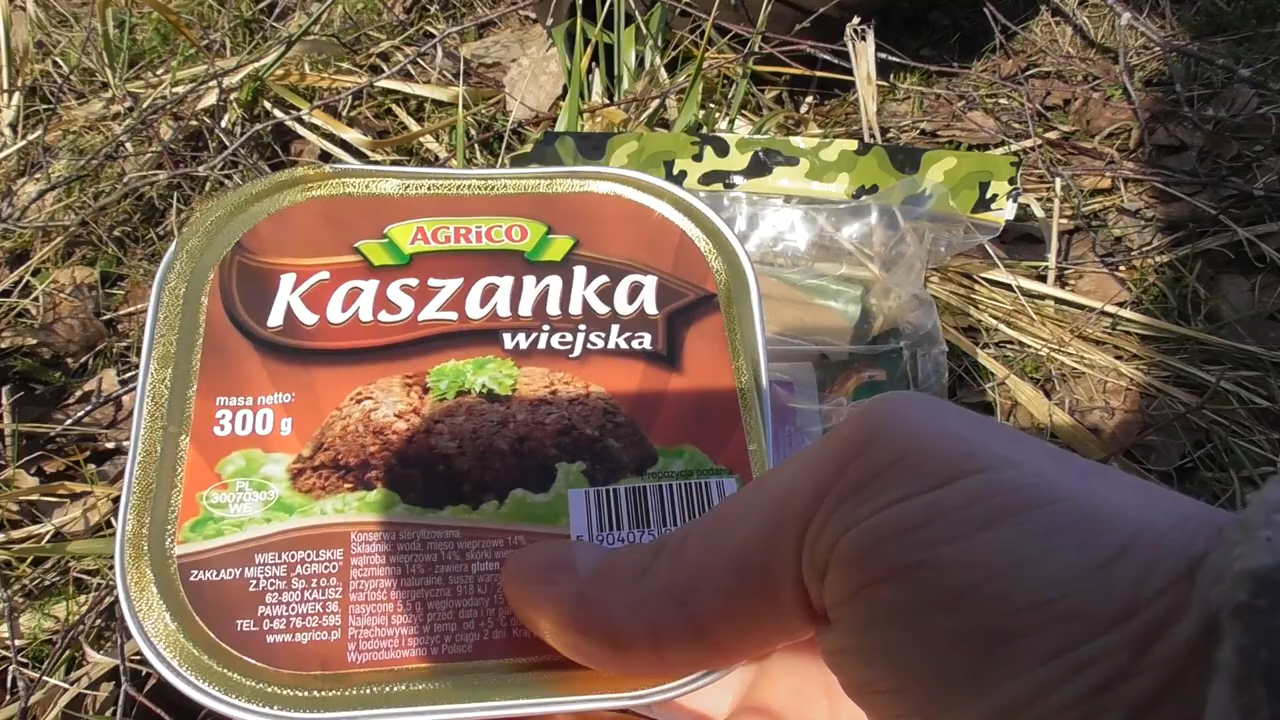 AGRiCO
Kaszanka
wiejska
masa netto:
300 g
Propozycja podania
PL
30070303
WE
5 904075
WIELKOPOLSKIE
ZAKŁADY MIĘSNE „AGRICO"
Z.P.Chr. Sp. z o.o.,
62-800 KALISZ
PAWŁÓWEK 36,
TEL. 0-62 76-02-595
www.agrico.pl
Konserwa sterylizowana.
Składniki: woda, mięso wieprzowe 14%
wątroba wieprzowa 14%, skórki
jęczmienna 14% - zawiera gluten
przyprawy naturalne, susze
wartość energetyczna: 918 kJ /
nasycone 5,5 g, węglowodany 15
Najlepiej spożyć przed: data i nr
Przechowywać w temp. od +5 °C
w lodówce i spożyć w ciągu 2 dni.
Wyprodukowano w Polsce.